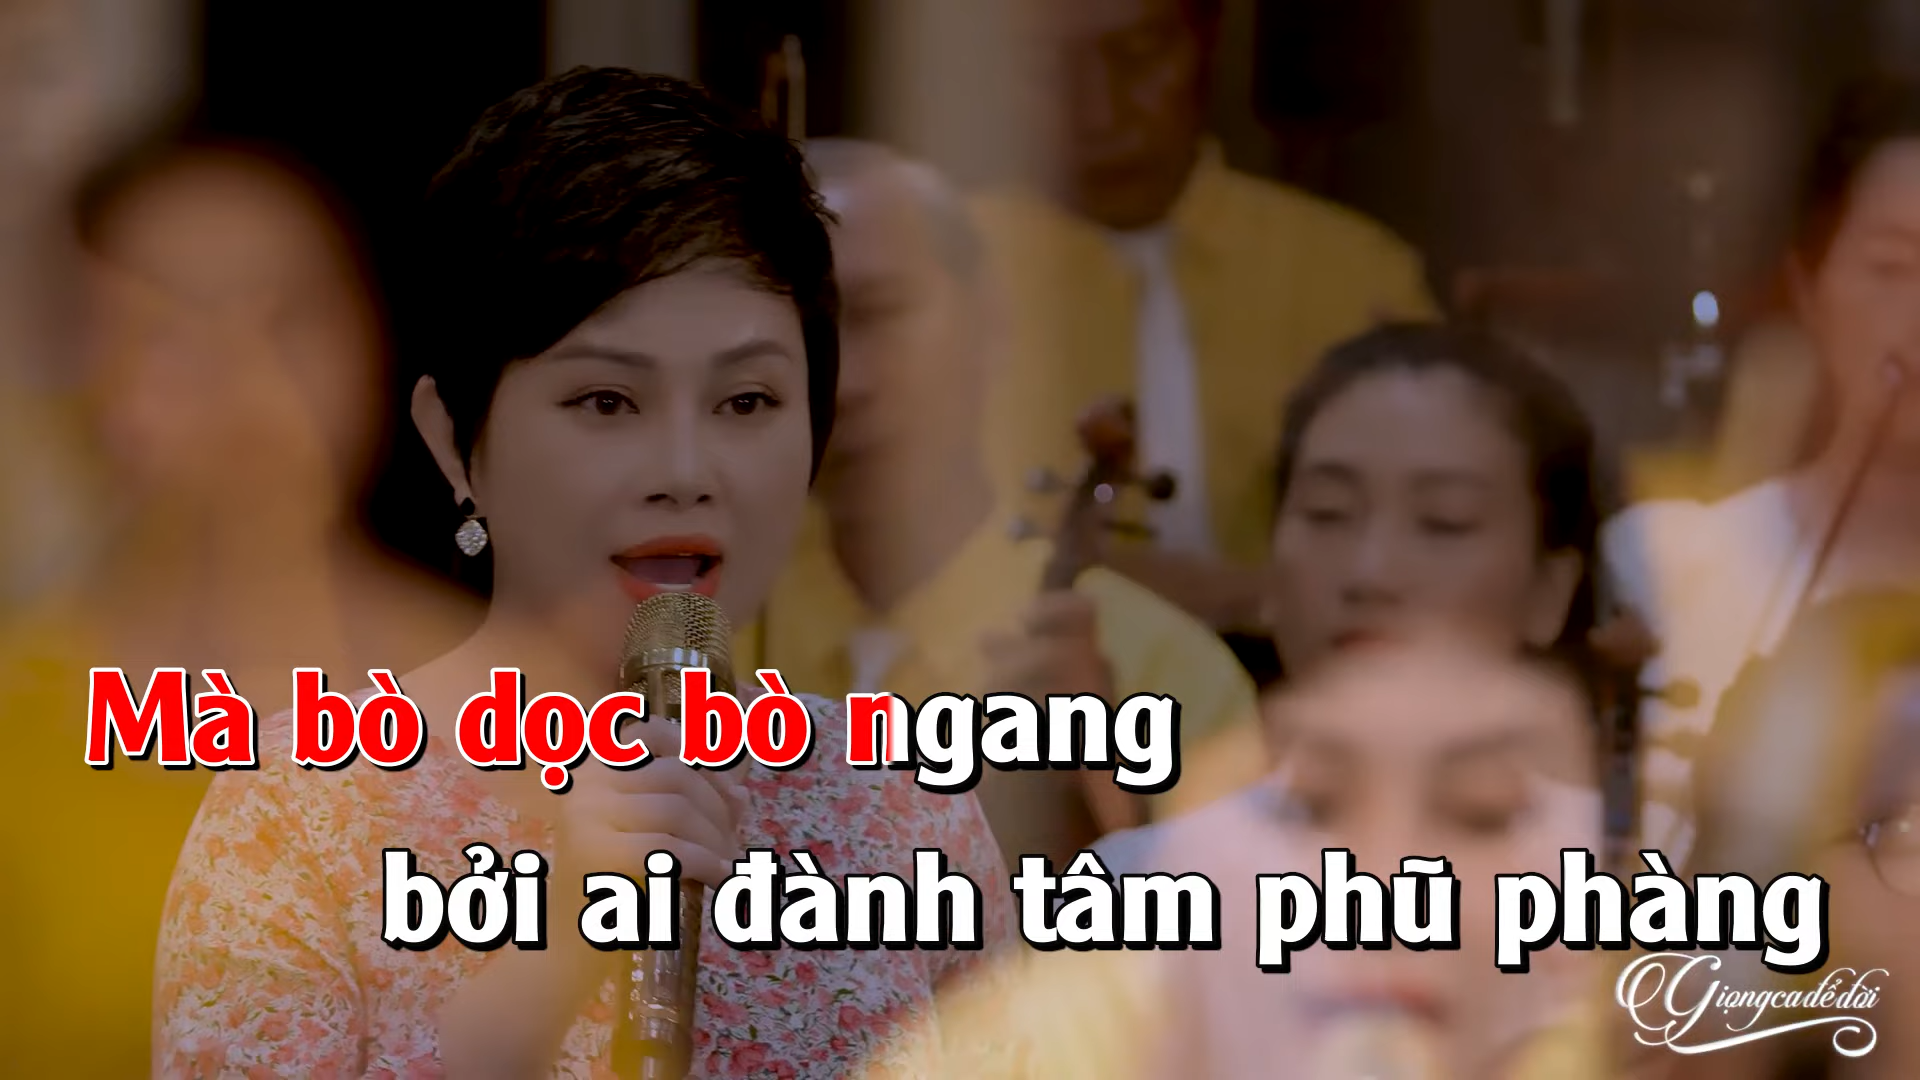 Mà bò dọc bò ngang
bởi ai đành tâm phũ phàng
Giọngcađểđời